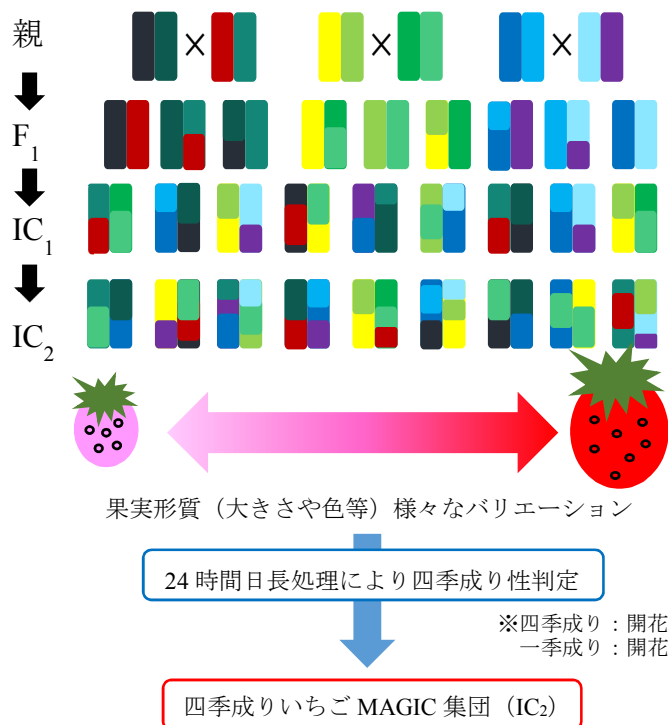 親
F₁
IC₁
IC₂
果実形質（大きさや色等）様々なバリエーション
24 時間日長処理により四季成り性判定
※四季成り：開花
一季成り：開花
四季成りいちご MAGIC 集団（IC₂）